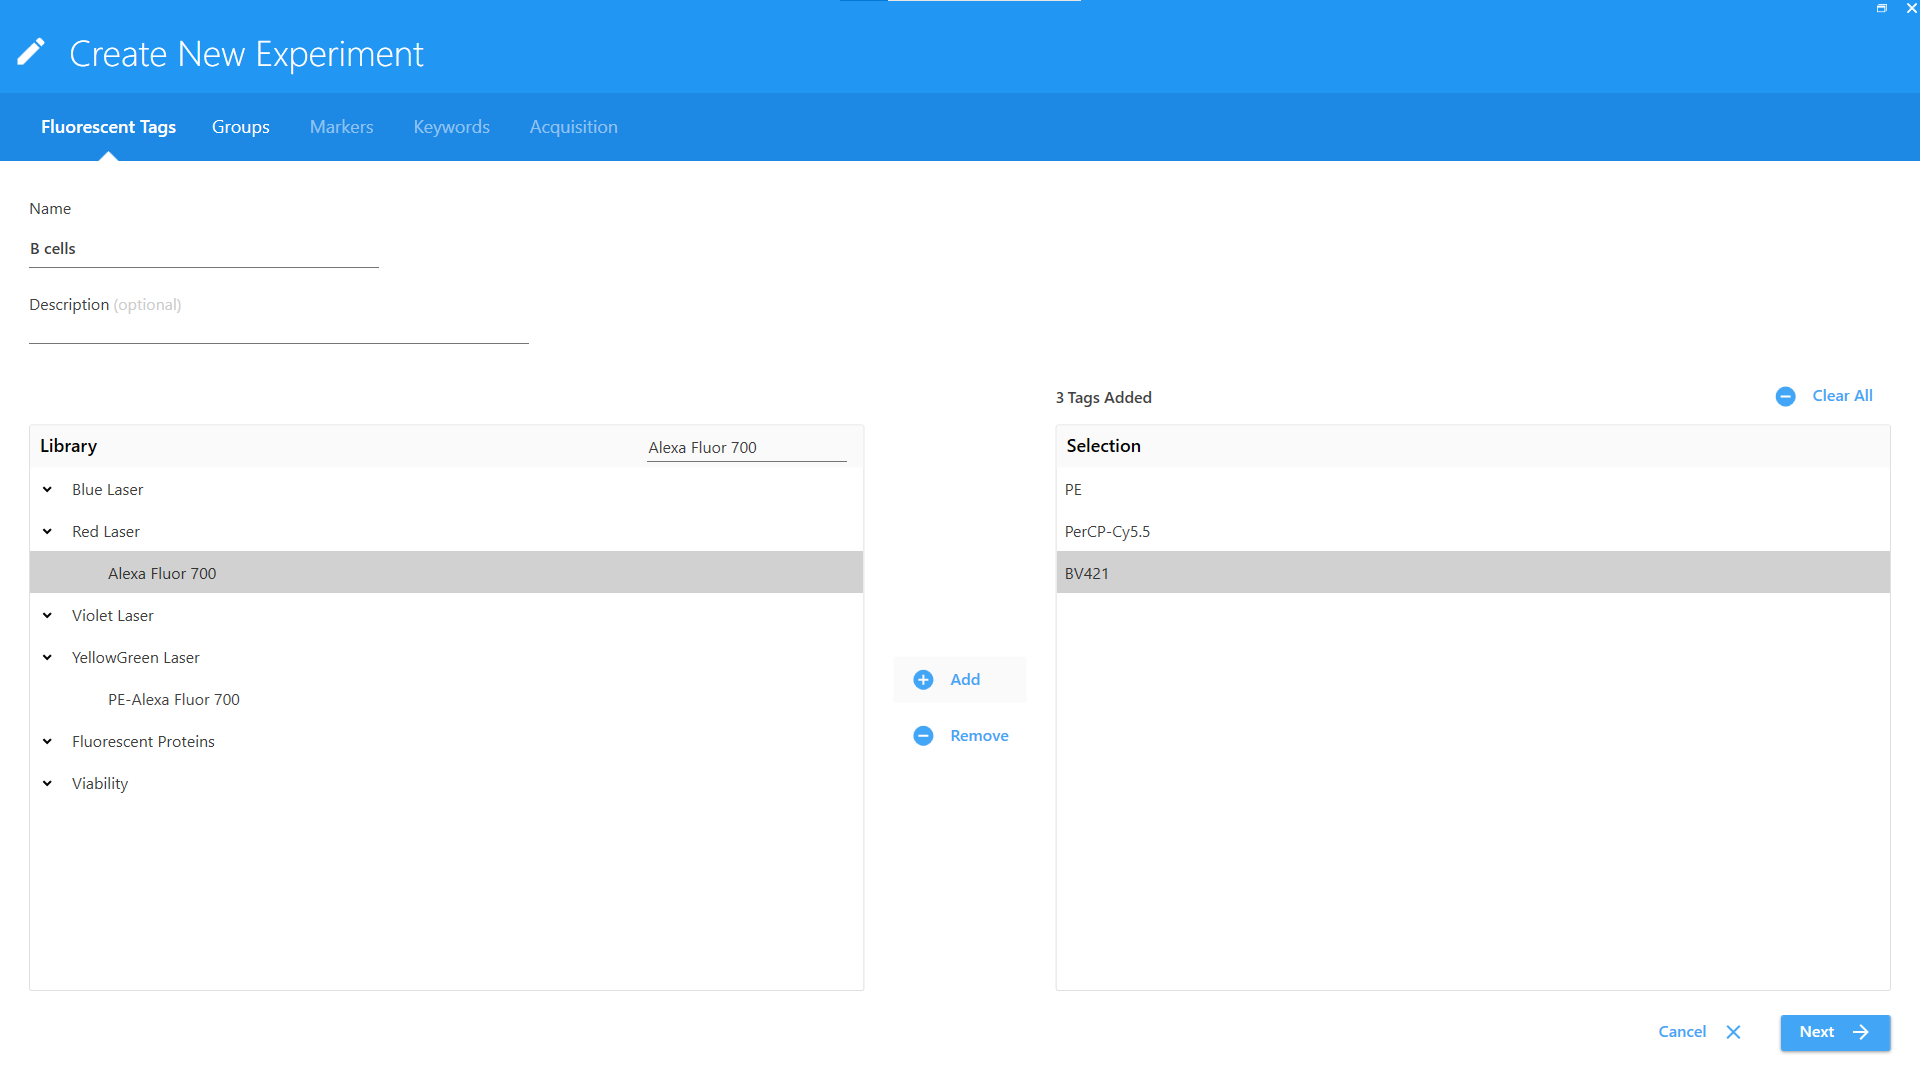 Create New Experiment
Fluorescent Tags Groups Markers Keywords Acquisition
Name
B cells
Description (optional)
3 Tags Added
Clear All
Library
Alexa Fluor 700
Blue Laser
Red Laser
Alexa Fluor 700
Violet Laser
YellowGreen Laser
PE-Alexa Fluor 700
Fluorescent Proteins
Viability
Add
Remove
Selection
PE
PerCP-Cy5.5
BV421
Cancel
Next